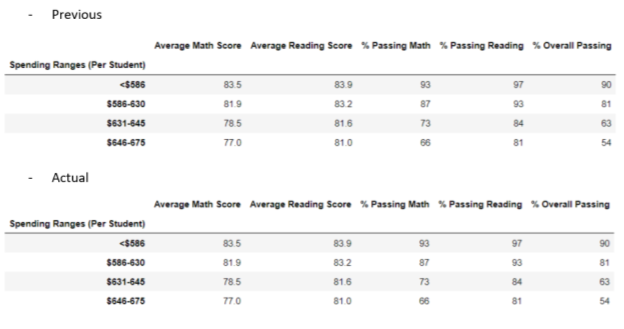 - Previous
Average Math Score Average Reading Score % Passing Math % Passing Reading % Overall Passing
Spending Ranges (Per Student)
<$586 83.5 83.9 93 97 90
$586-630 81.9 83.2 87 93 81
$631-645 78.5 81.6 73 84 63
$646-675 77.0 81.0 66 81 54
- Actual
Average Math Score Average Reading Score % Passing Math % Passing Reading % Overall Passing
Spending Ranges (Per Student)
<$586 83.5 83.9 93 97 90
$586-630 81.9 83.2 87 93 81
$631-645 78.5 81.6 73 84 63
$646-675 77.0 81.0 66 81 54